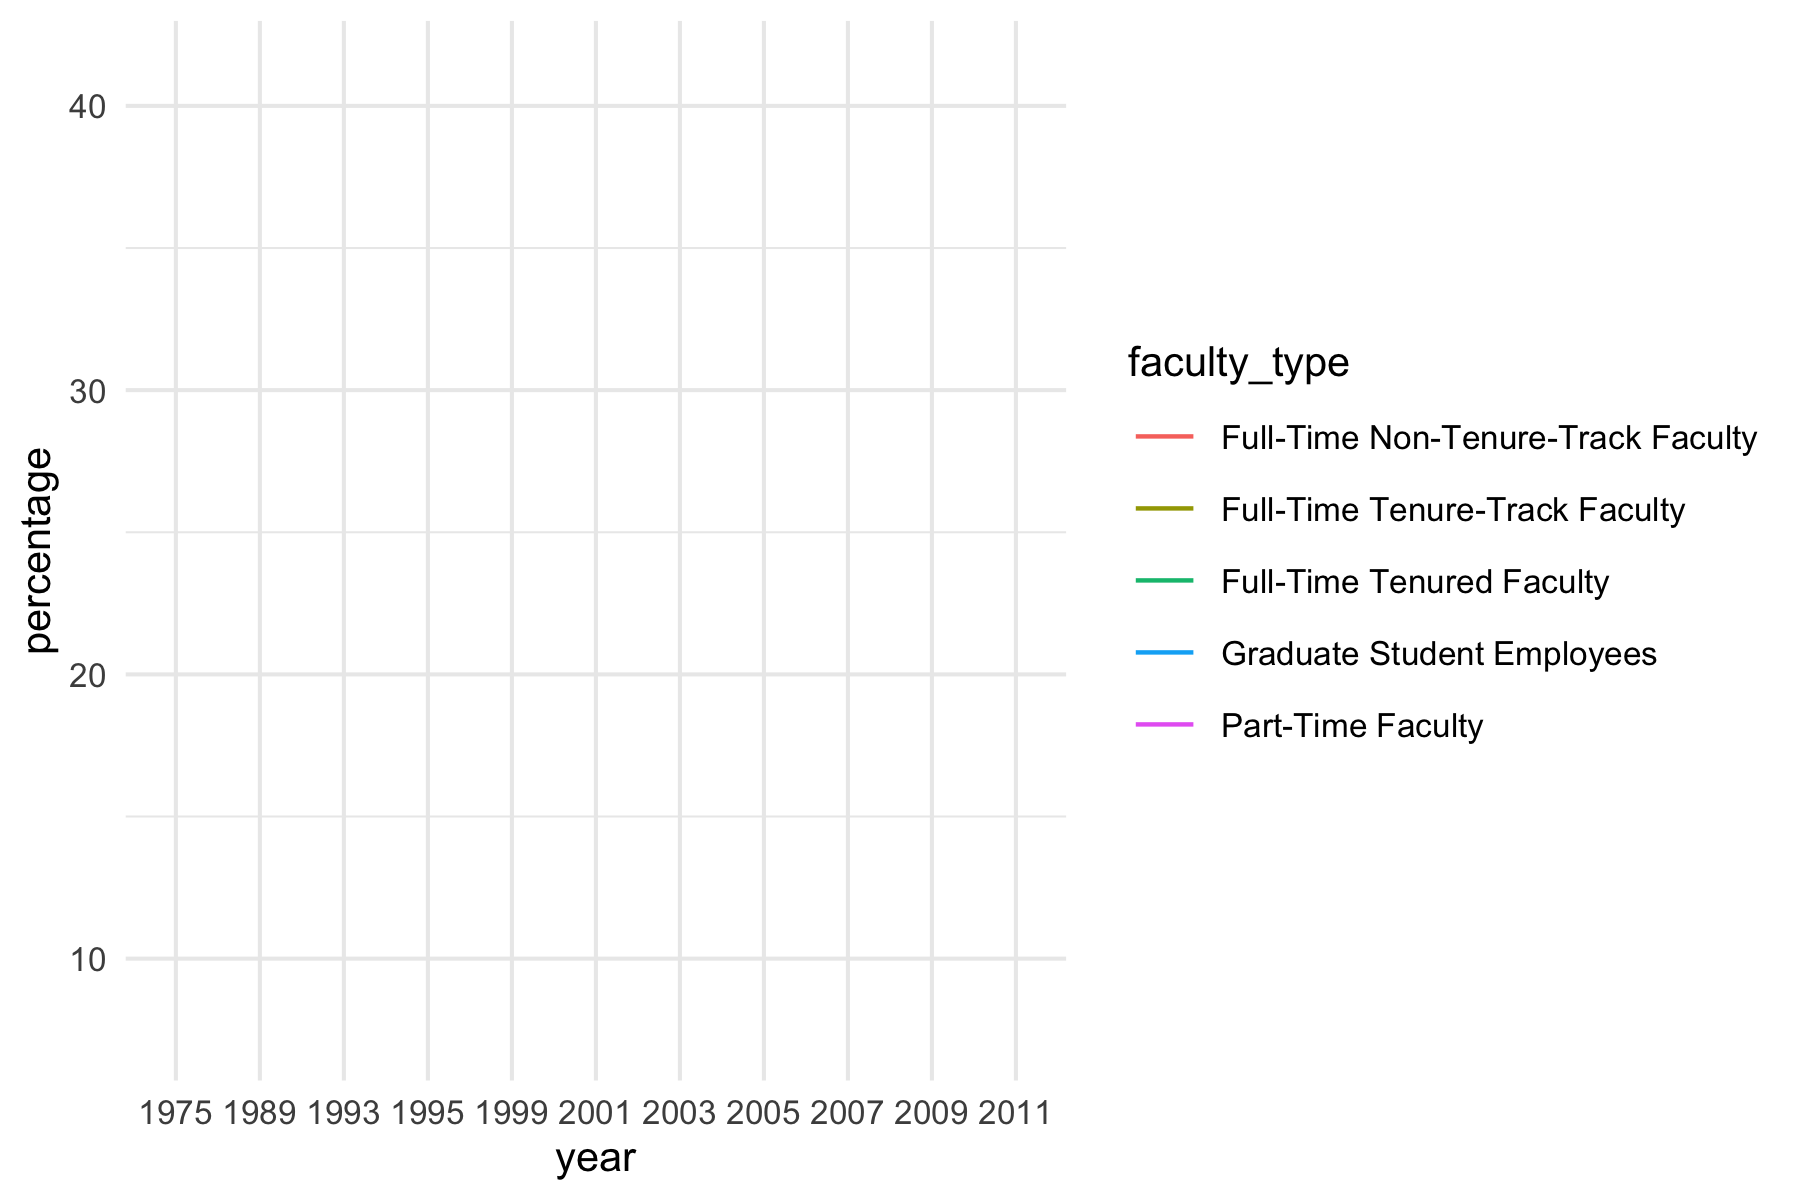 40
30
20
10
percentage
1975 1989 1993 1995 1999 2001 2003 2005 2007 2009 2011
year
faculty_type
Full-Time Non-Tenure-Track Faculty
Full-Time Tenure-Track Faculty
Full-Time Tenured Faculty
Graduate Student Employees
Part-Time Faculty